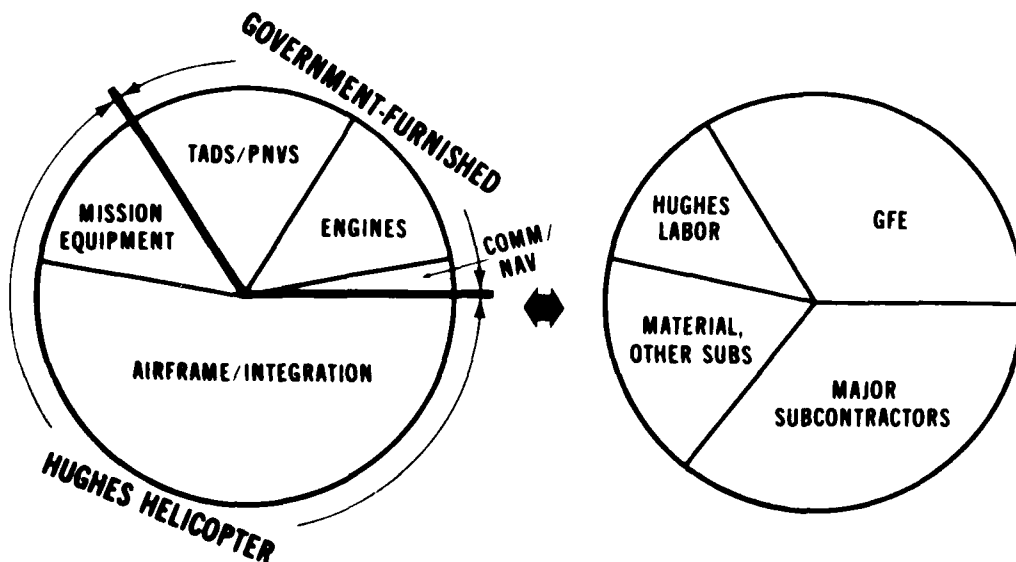 GOVERNMENT-FURNISHED
TADS/PNVS
MISSION
EQUIPMENT
ENGINES
COMM/
NAV
AIRFRAME/INTEGRATION
HUGHES HELICOPTER
GFE
HUGHES
LABOR
MATERIAL,
OTHER SUBS
MAJOR
SUBCONTRACTORS